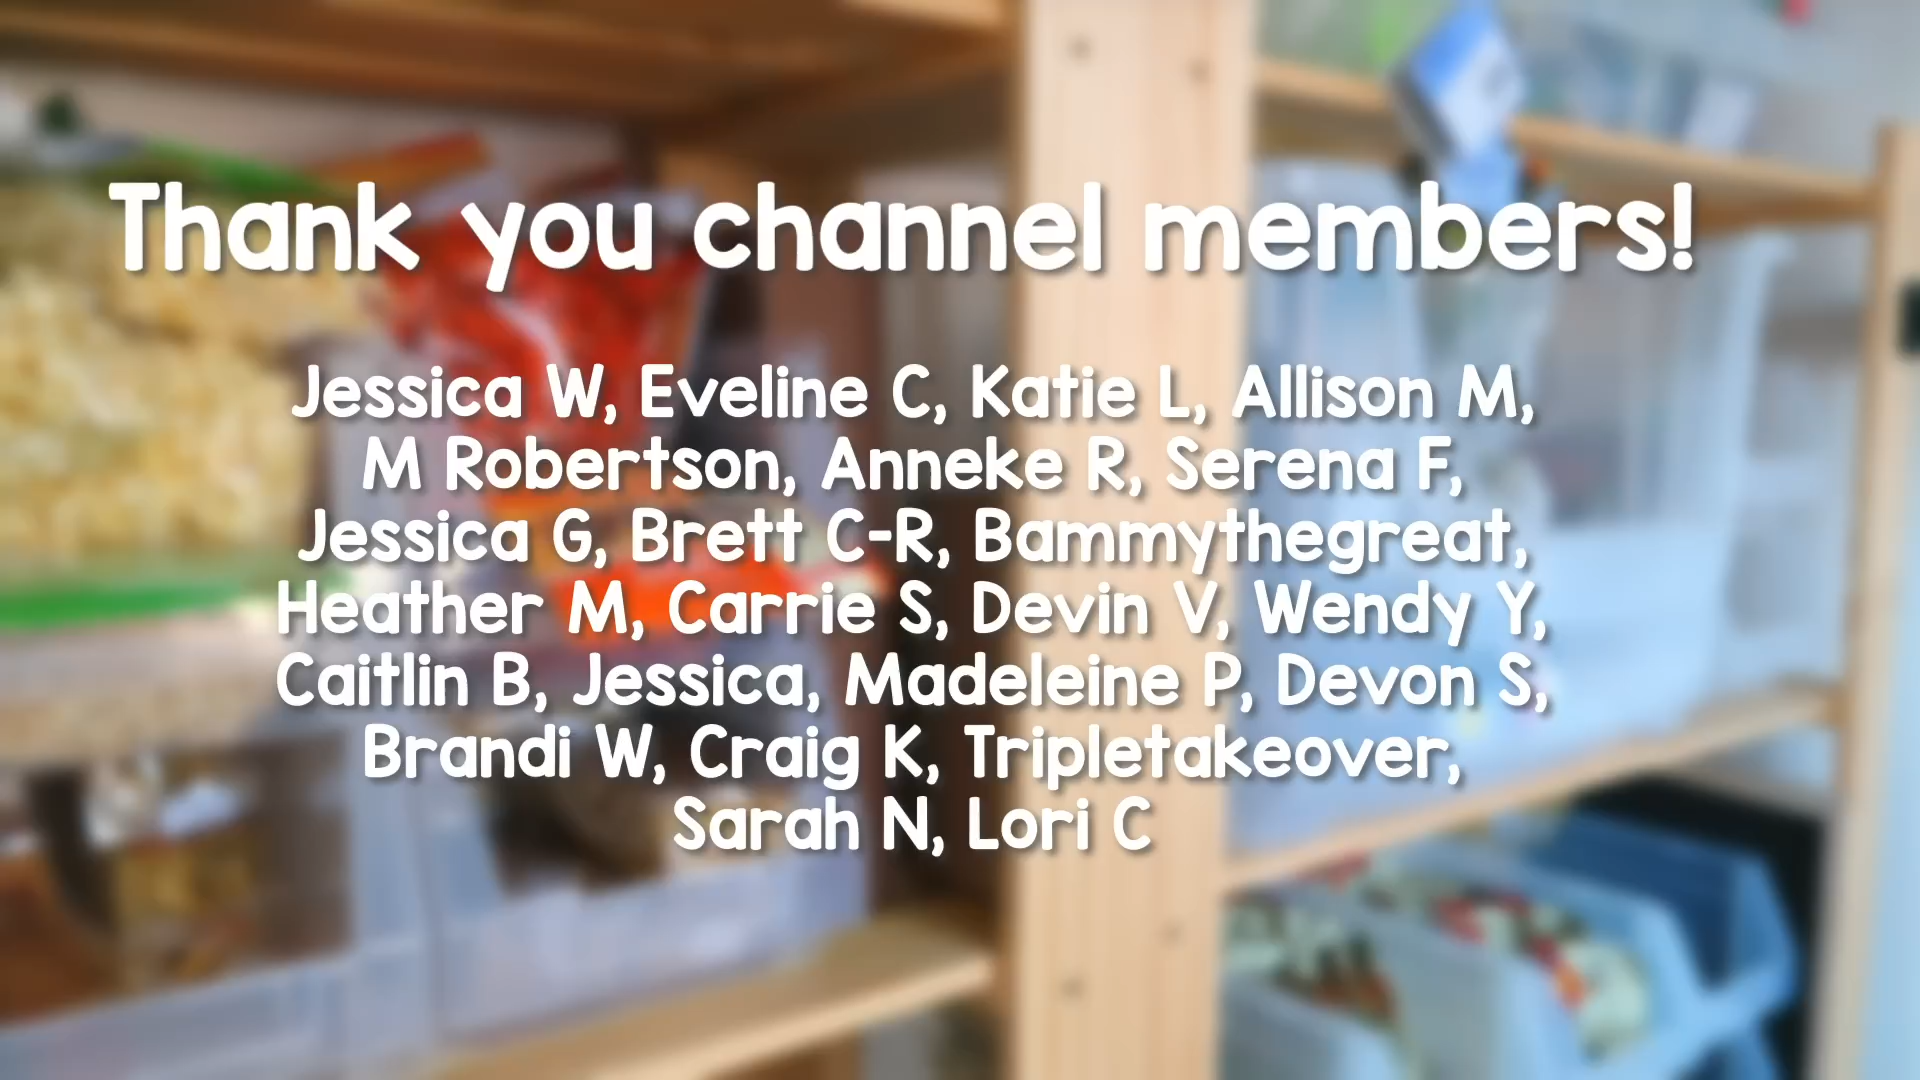 Thank you channel members!
Jessica W, Eveline C, Katie L, Allison M,
M Robertson, Anneke R, Serena F,
Jessica G, Brett C-R, Bammythegreat,
Heather M, Carrie S, Devin V, Wendy Y,
Caitlin B, Jessica, Madeleine P, Devon S,
Brandi W, Craig K, Tripletakeover,
Sarah N, Lori C